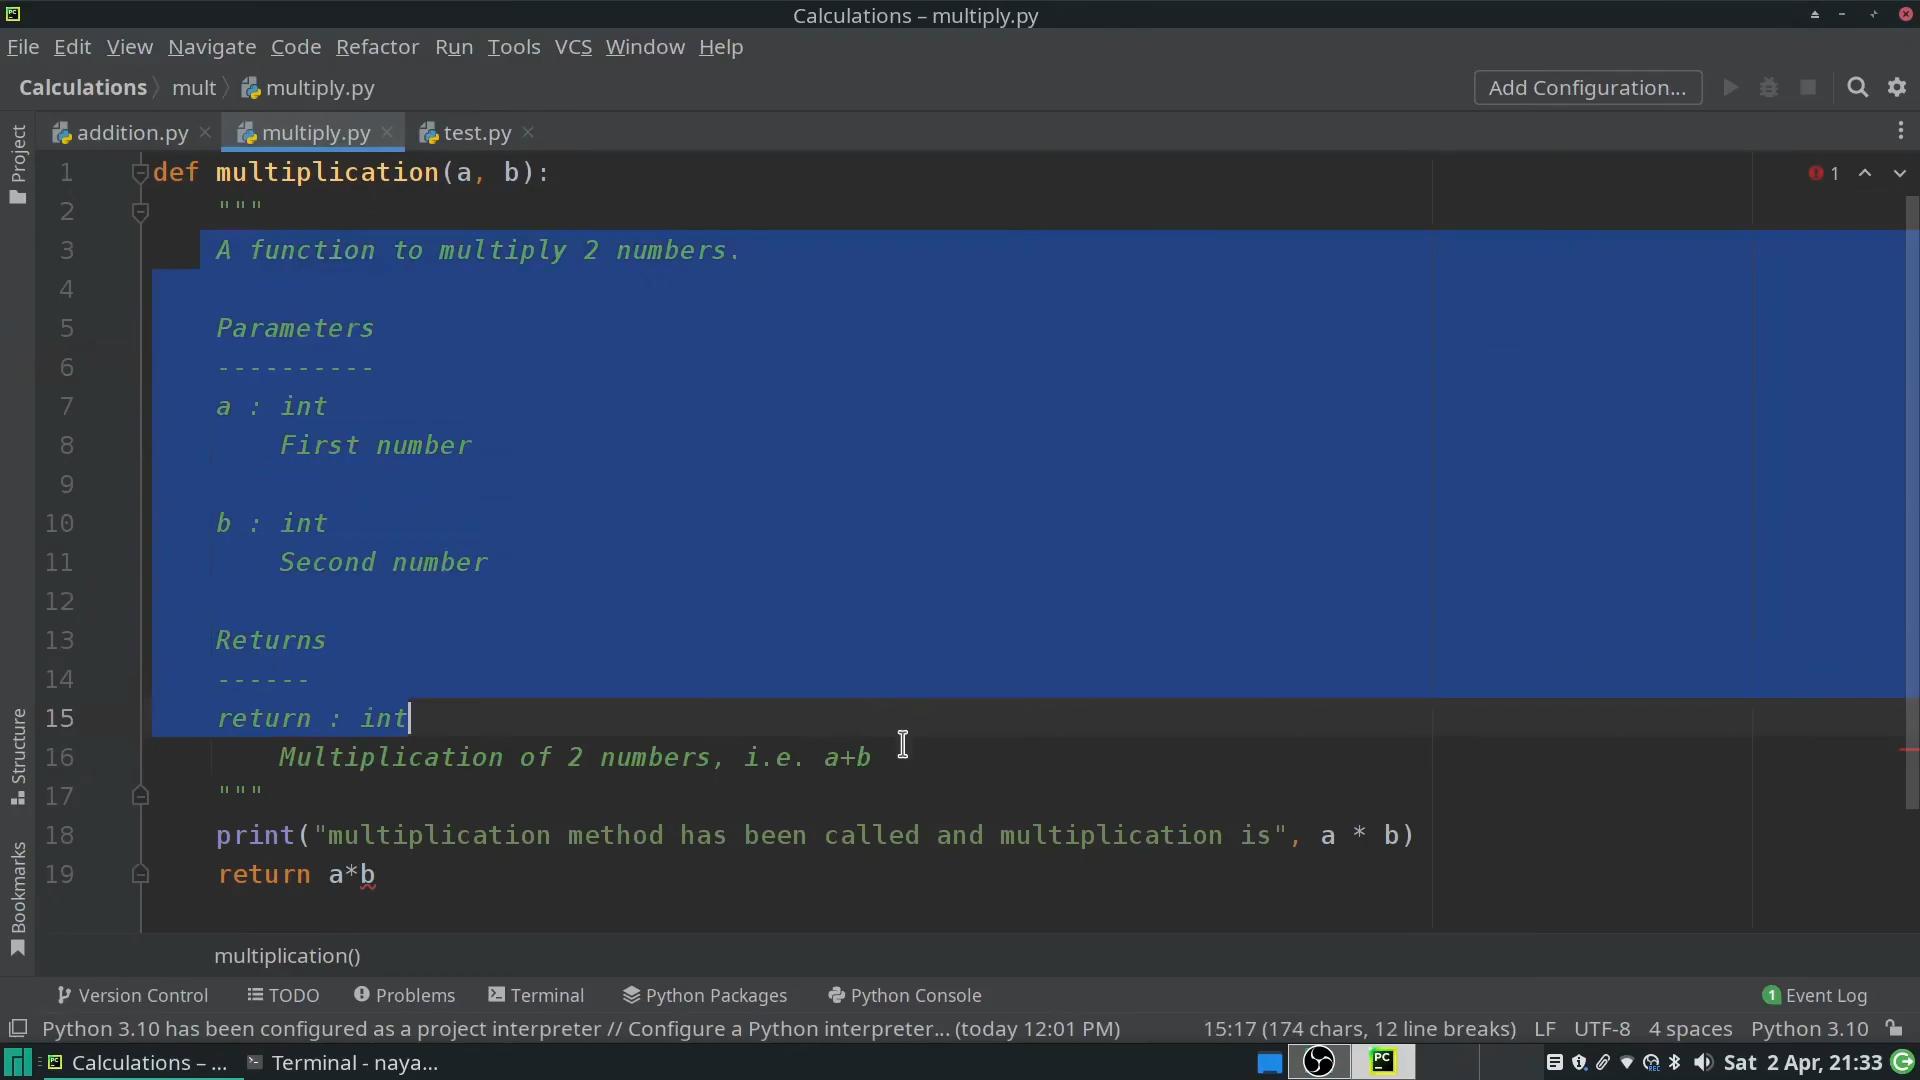 Calculations – multiply.py
File Edit View Navigate Code Refactor Run Tools VCS Window Help
Calculations mult multiply.py Add Configuration...
addition.py multiply.py test.py
Project
Structure
Bookmarks
1 def multiplication(a, b):
1
2 """
3 A function to multiply 2 numbers.
4
5 Parameters
6 ----------
7 a : int
8 First number
9
10 b : int
11 Second number
12
13 Returns
14 ------
15 return : int
16 Multiplication of 2 numbers, i.e. a+b
17 """
18 print("multiplication method has been called and multiplication is", a * b)
19 return a*b
multiplication()
Version Control TODO Problems Terminal Python Packages Python Console 1 Event Log
Python 3.10 has been configured as a project interpreter // Configure a Python interpreter... (today 12:01 PM) 15:17 (174 chars, 12 line breaks) LF UTF-8 4 spaces Python 3.10
PC Calculations – ... Terminal - naya... PC Sat 2 Apr, 21:33